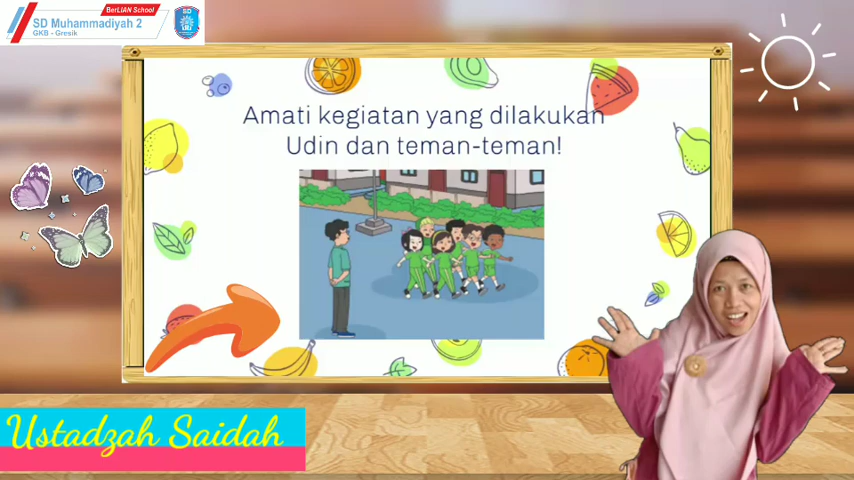 BerLIAN School
SD Muhammadiyah 2
GKB - Gresik
Amati kegiatan yang dilakukan
Udin dan teman-teman!
Ustadzah Saidah